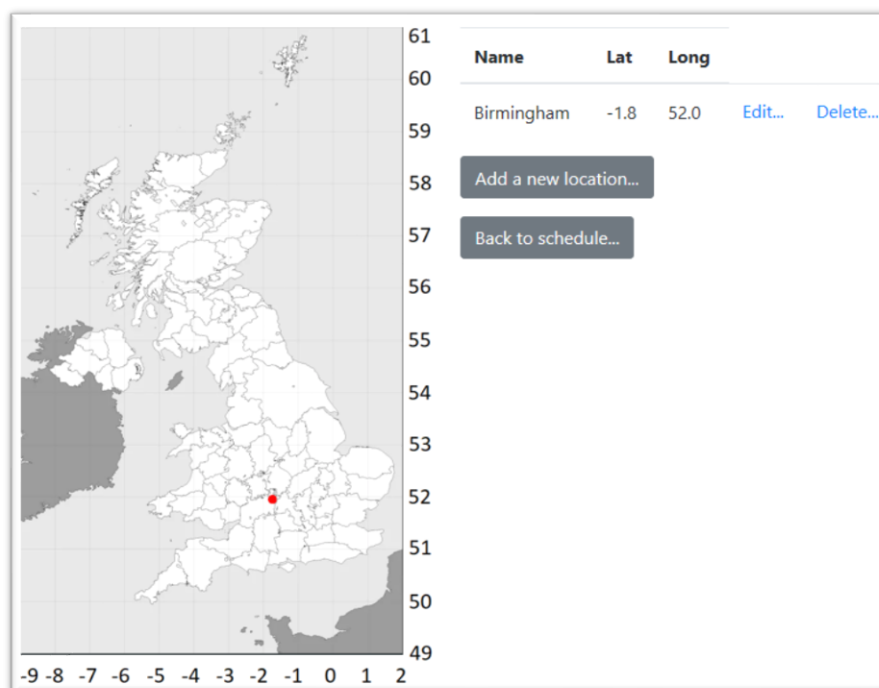 61
60
59
58
57
56
55
54
53
52
51
50
49
-9 -8 -7 -6 -5 -4 -3 -2 -1 0 1 2
Name Lat Long
Birmingham -1.8 52.0 Edit... Delete...
Add a new location...
Back to schedule...